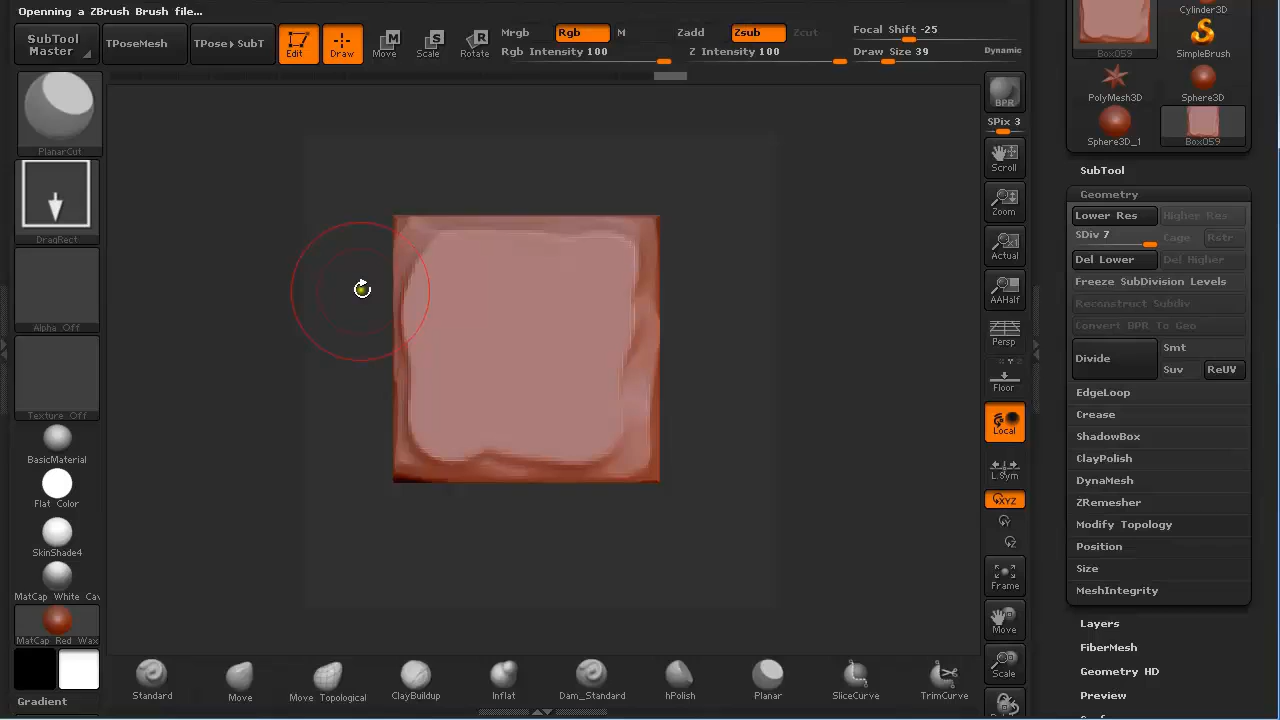 Openning a ZBrush Brush file...
SubTool
Master
TPoseMesh
TPose▸SubT
Edit
Draw
Move
Scale
Rotate
Mrgb
Rgb
M
Rgb Intensity 100
Zadd
Zsub
Zcut
Z Intensity 100
Focal Shift -25
Draw Size 39
Dynamic
PlanarCut
DragRect
Alpha Off
Texture Off
BasicMaterial
Flat Color
SkinShade4
MatCap White Cav
MatCap Red Wax
Gradient
BPR
SPix 3
Scroll
Zoom
Actual
AAHalf
Persp
Floor
Local
L.Sym
XYZ
Y
Z
Frame
Move
Scale
Standard
Move
Move Topological
ClayBuildup
Inflat
Dam_Standard
hPolish
Planar
SliceCurve
TrimCurve
Cylinder3D
Box059
SimpleBrush
PolyMesh3D
Sphere3D
Sphere3D_1
Box059
SubTool
Geometry
Lower Res
Higher Res
SDiv 7
Cage
Rstr
Del Lower
Del Higher
Freeze SubDivision Levels
Reconstruct Subdiv
Convert BPR To Geo
Divide
Smt
Suv
ReUV
EdgeLoop
Crease
ShadowBox
ClayPolish
DynaMesh
ZRemesher
Modify Topology
Position
Size
MeshIntegrity
Layers
FiberMesh
Geometry HD
Preview